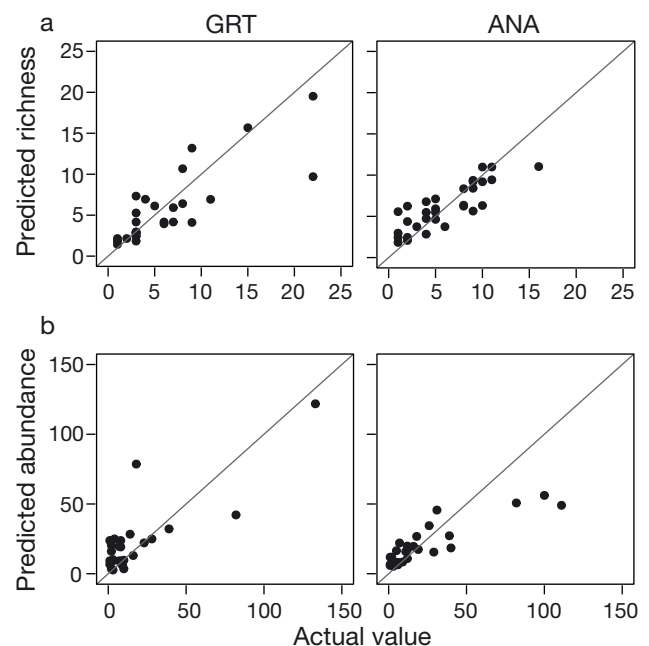 a
GRT
ANA
Predicted richness
25
20
15
10
5
0
0 5 10 15 20 25
0 5 10 15 20 25
b
Predicted abundance
150
100
50
0
0 50 100 150
0 50 100 150
Actual value